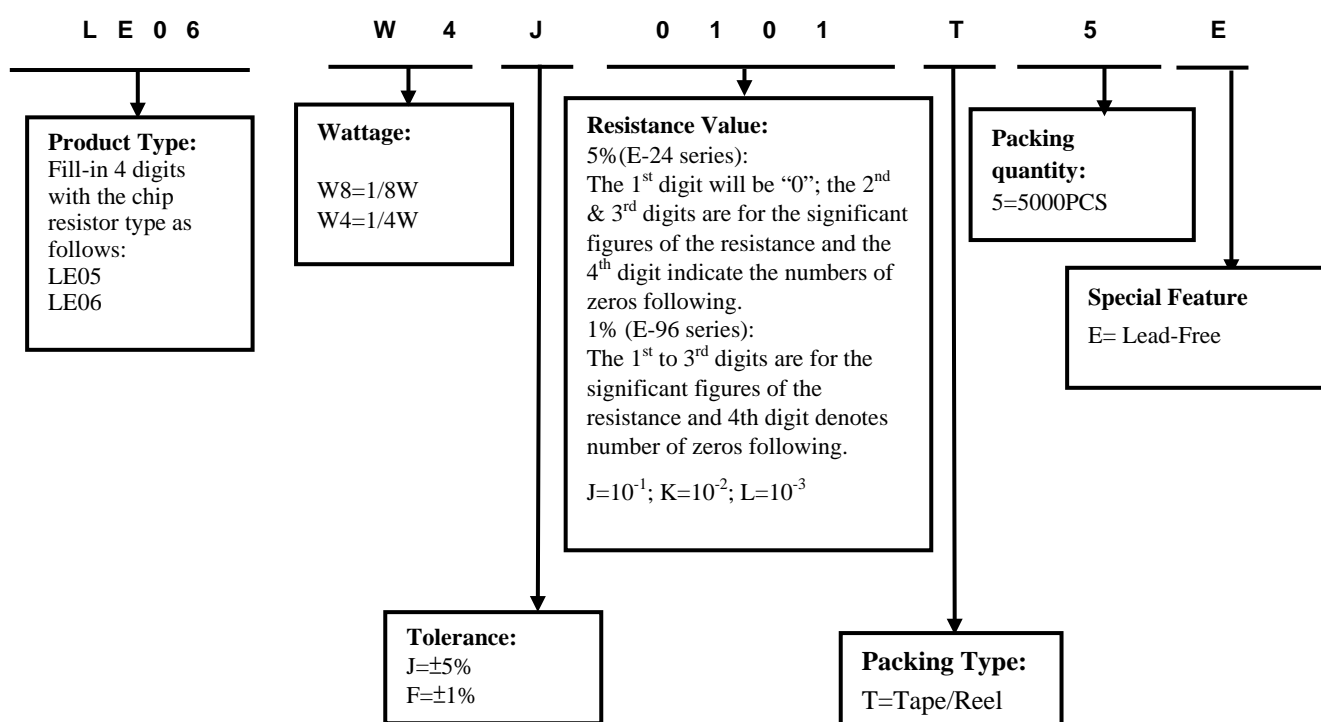 L E 0 6 W 4 J 0 1 0 1 T 5 E
Product Type:
Fill-in 4 digits
with the chip
resistor type as
follows:
LE05
LE06
Wattage:
W8=1/8W
W4=1/4W
Resistance Value:
5%(E-24 series):
The 1st digit will be “0”; the 2nd
& 3rd digits are for the significant
figures of the resistance and the
4th digit indicate the numbers of
zeros following.
1% (E-96 series):
The 1st to 3rd digits are for the
significant figures of the
resistance and 4th digit denotes
number of zeros following.
J=10-1; K=10-2; L=10-3
Packing
quantity:
5=5000PCS
Special Feature
E= Lead-Free
Tolerance:
J=±5%
F=±1%
Packing Type:
T=Tape/Reel